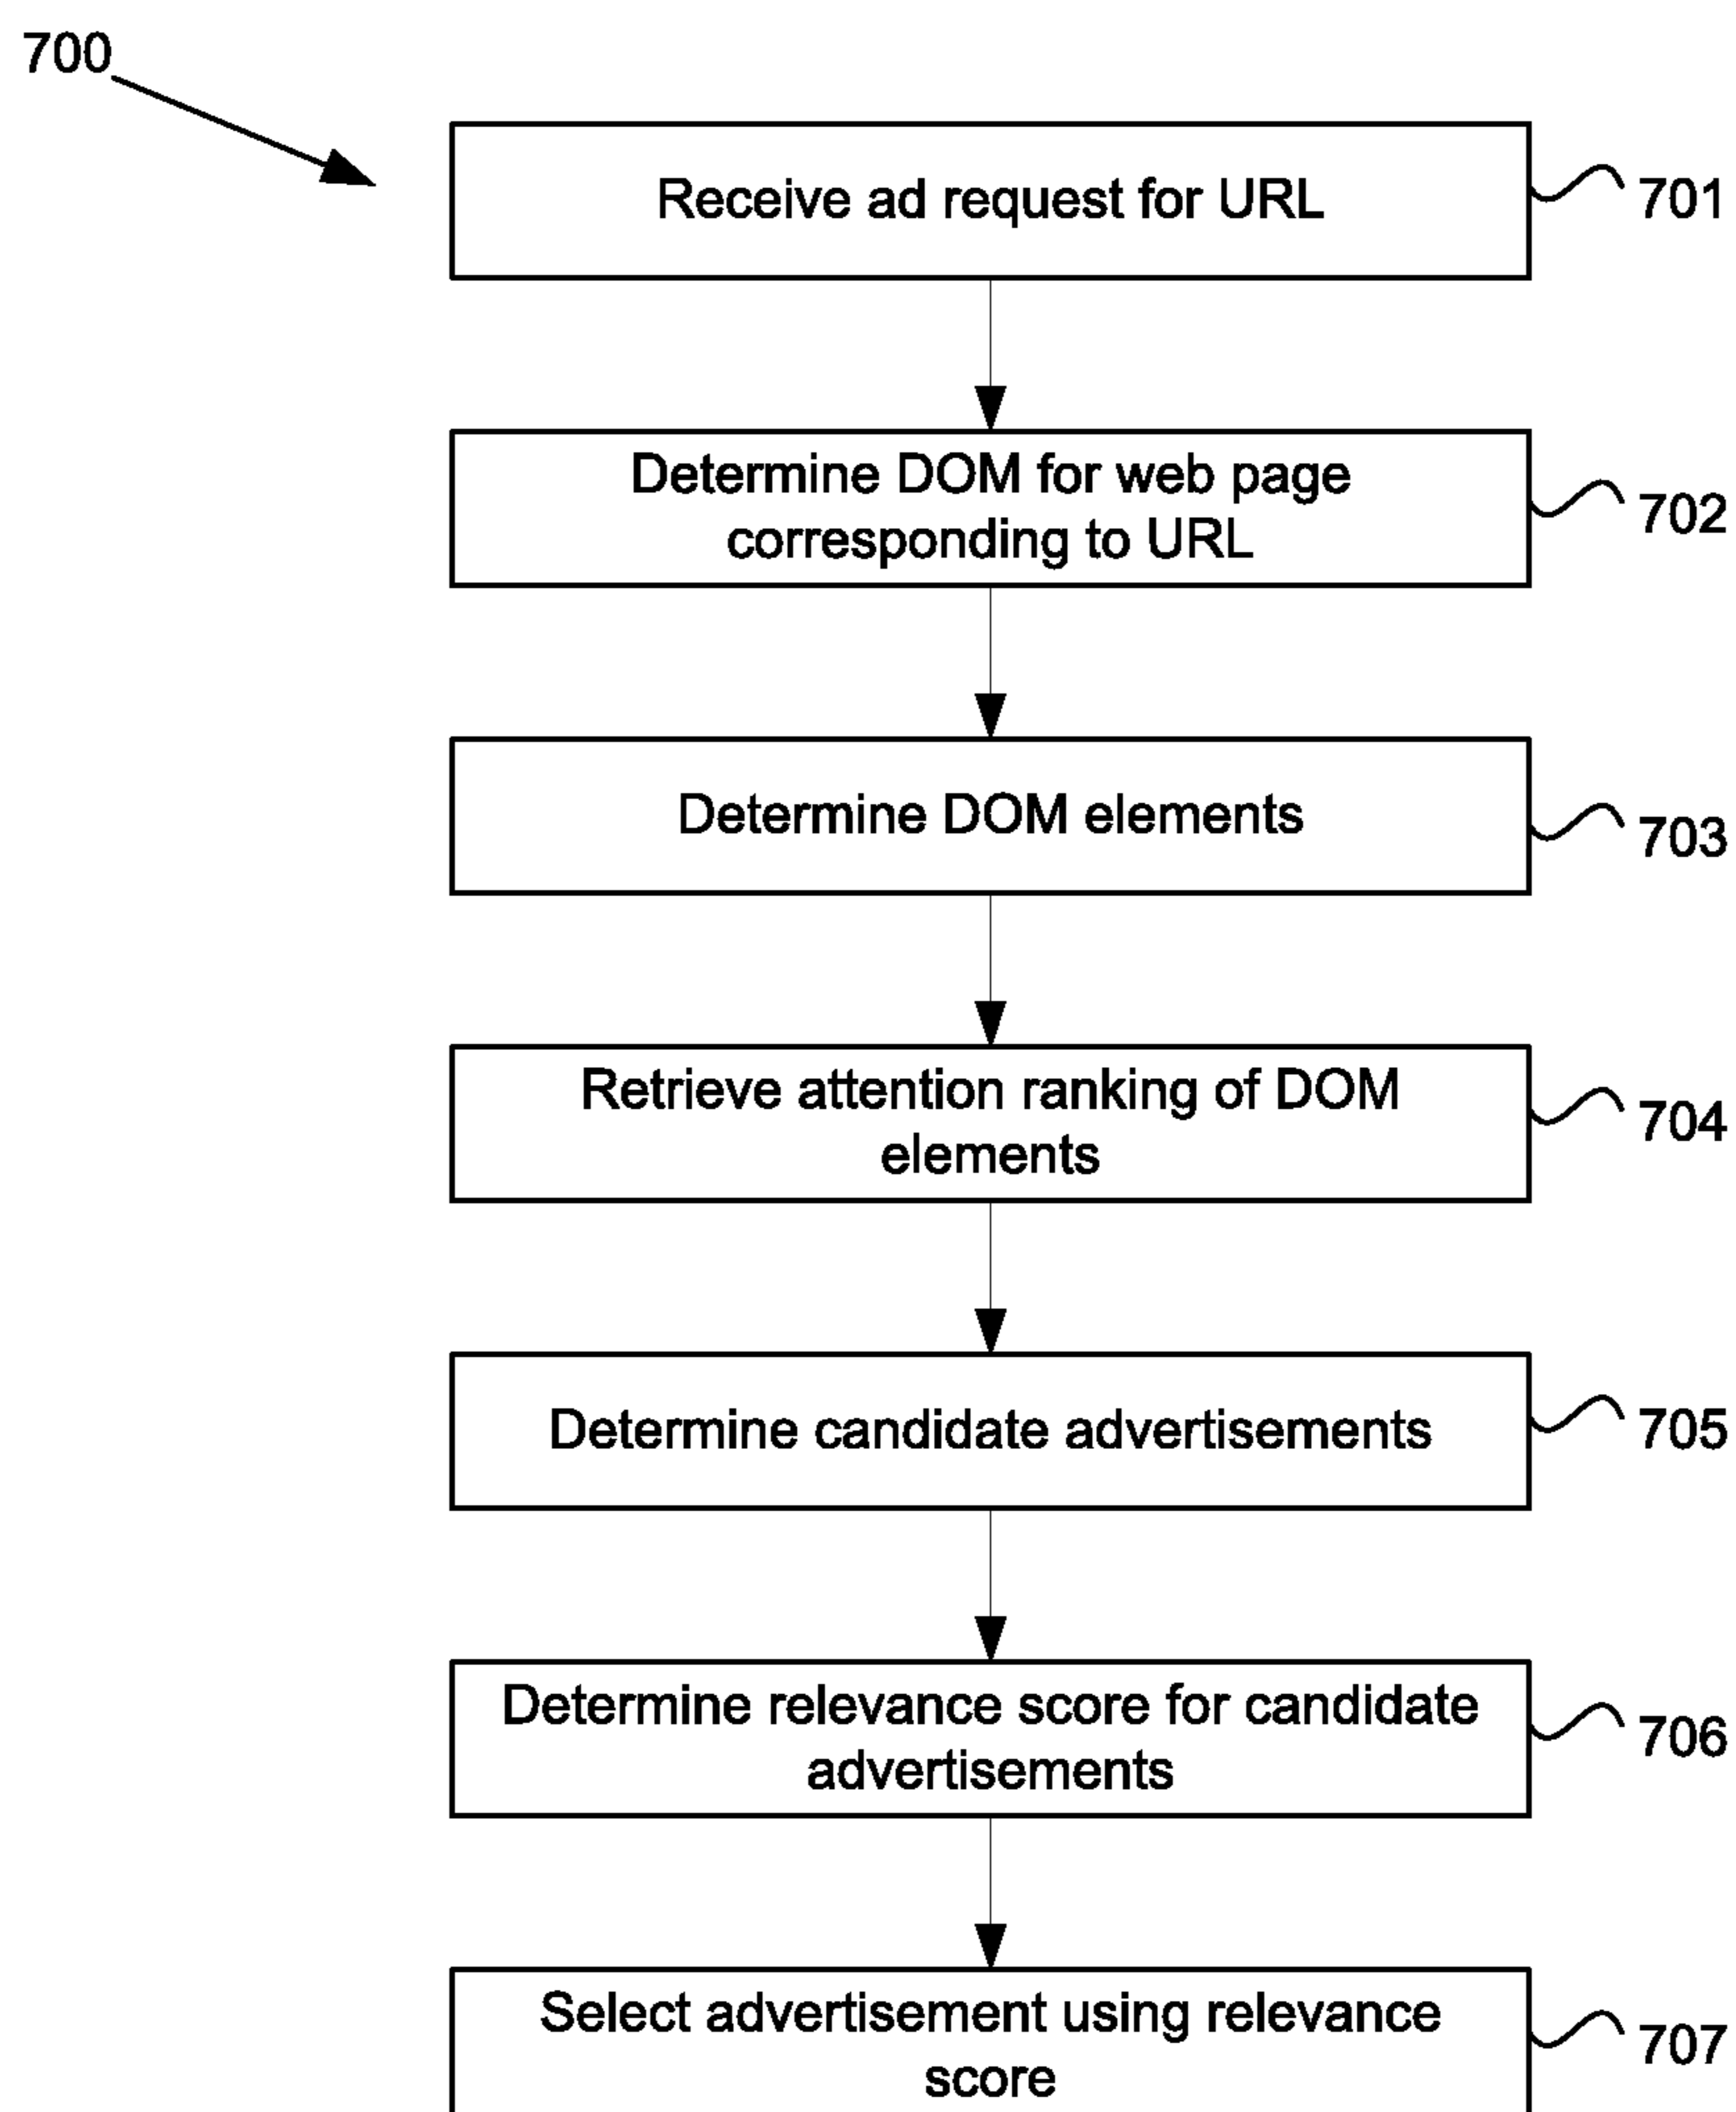 700
Receive ad request for URL
701
Determine DOM for web page
corresponding to URL
702
Determine DOM elements
703
Retrieve attention ranking of DOM
elements
704
Determine candidate advertisements
705
Determine relevance score for candidate
advertisements
706
Select advertisement using relevance
score
707